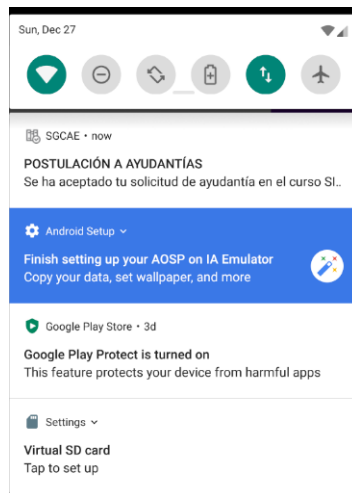 Sun, Dec 27
SGCAE • now
POSTULACIÓN A AYUDANTÍAS
Se ha aceptado tu solicitud de ayudantía en el curso SI..
Android Setup
Finish setting up your AOSP on IA Emulator
Copy your data, set wallpaper, and more
Google Play Store • 3d
Google Play Protect is turned on
This feature protects your device from harmful apps
Settings
Virtual SD card
Tap to set up